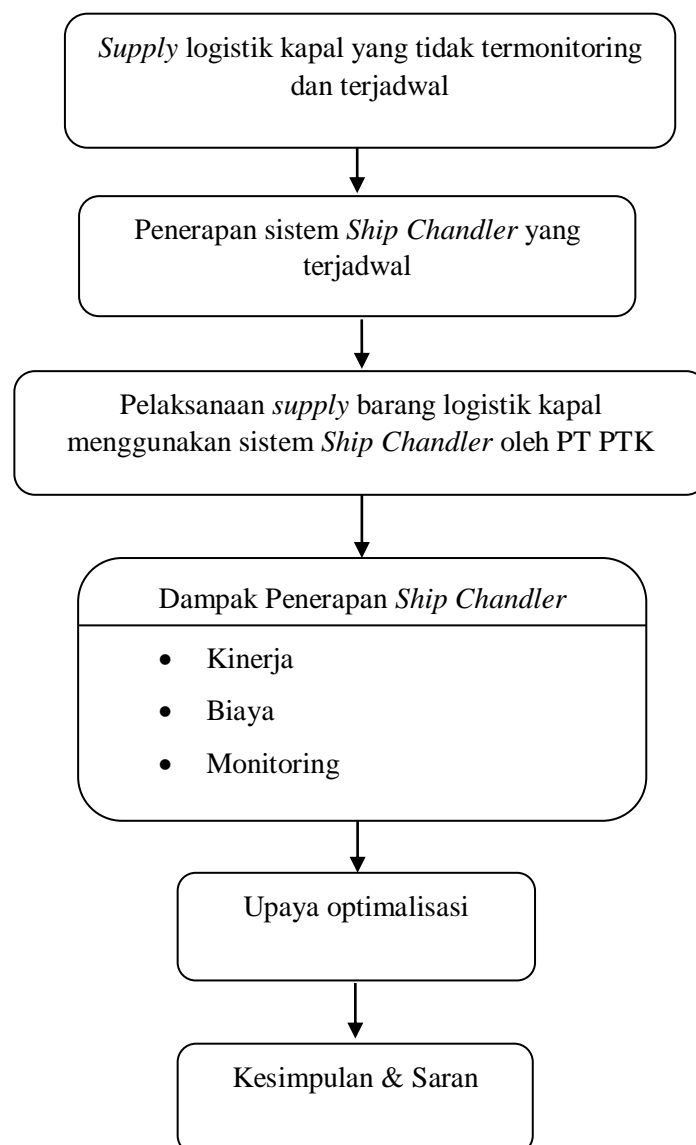 Supply logistik kapal yang tidak termonitoring
dan terjadwal
Penerapan sistem Ship Chandler yang
terjadwal
Pelaksanaan supply barang logistik kapal
menggunakan sistem Ship Chandler oleh PT PTK
Dampak Penerapan Ship Chandler
• Kinerja
• Biaya
• Monitoring
Upaya optimalisasi
Kesimpulan & Saran